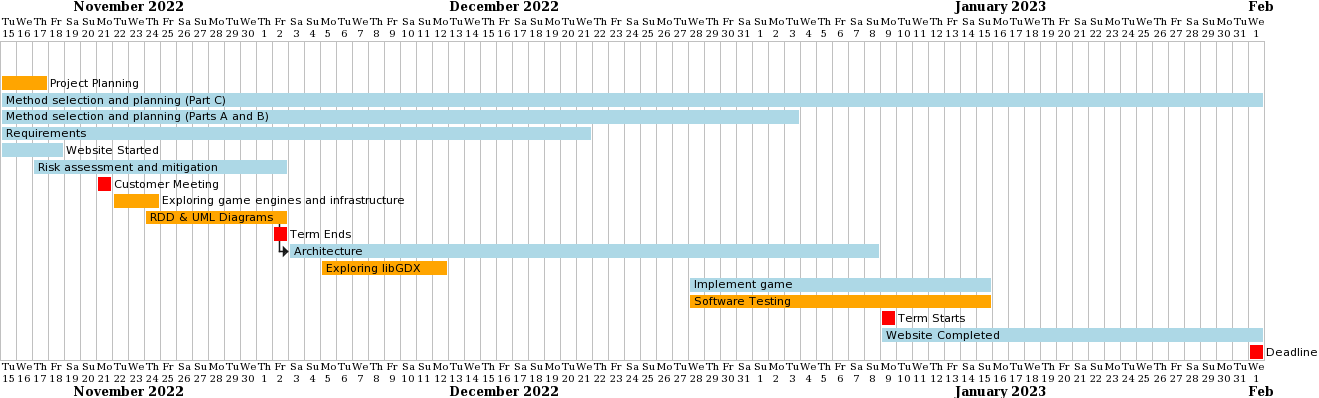 November 2022 December 2022 January 2023 Feb
Tu We Th Fr Sa Su Mo Tu We Th Fr Sa Su Mo Tu We Th Fr Sa Su Mo Tu We Th Fr Sa Su Mo Tu We Th Fr Sa Su Mo Tu We Th Fr Sa Su Mo Tu We Th Fr Sa Su Mo Tu We Th Fr Sa Su Mo Tu We Th Fr Sa Su Mo Tu We Th Fr Sa Su Mo Tu We Th Fr Sa Su Mo Tu We
15 16 17 18 19 20 21 22 23 24 25 26 27 28 29 30 1 2 3 4 5 6 7 8 9 10 11 12 13 14 15 16 17 18 19 20 21 22 23 24 25 26 27 28 29 30 31 1 2 3 4 5 6 7 8 9 10 11 12 13 14 15 16 17 18 19 20 21 22 23 24 25 26 27 28 29 30 31 1
Project Planning
Method selection and planning (Part C)
Method selection and planning (Parts A and B)
Requirements
Website Started
Risk assessment and mitigation
Customer Meeting
Exploring game engines and infrastructure
RDD & UML Diagrams
Term Ends
Architecture
Exploring libGDX
Implement game
Software Testing
Term Starts
Website Completed
Deadline
Tu We Th Fr Sa Su Mo Tu We Th Fr Sa Su Mo Tu We Th Fr Sa Su Mo Tu We Th Fr Sa Su Mo Tu We Th Fr Sa Su Mo Tu We Th Fr Sa Su Mo Tu We Th Fr Sa Su Mo Tu We Th Fr Sa Su Mo Tu We Th Fr Sa Su Mo Tu We Th Fr Sa Su Mo Tu We Th Fr Sa Su Mo Tu We
15 16 17 18 19 20 21 22 23 24 25 26 27 28 29 30 1 2 3 4 5 6 7 8 9 10 11 12 13 14 15 16 17 18 19 20 21 22 23 24 25 26 27 28 29 30 31 1 2 3 4 5 6 7 8 9 10 11 12 13 14 15 16 17 18 19 20 21 22 23 24 25 26 27 28 29 30 31 1
November 2022 December 2022 January 2023 Feb